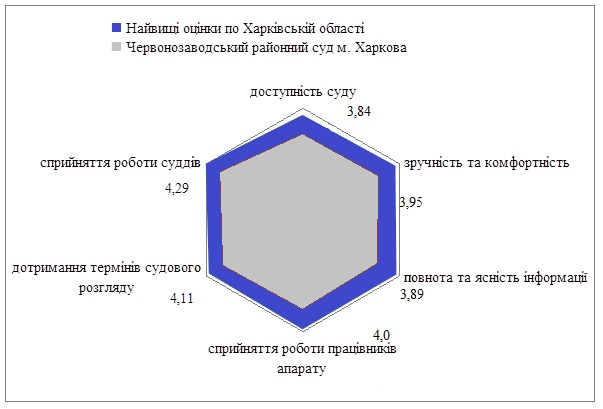 Найвищі оцінки по Харківській області
Червонозаводський районний суд м. Харкова
доступність суду
3,84
сприйняття роботи суддів
зручність та комфортність
4,29
3,95
дотримання термінів судового
розгляду
повнота та ясність інформації
4,11
3,89
4,0
сприйняття роботи працівників
апарату